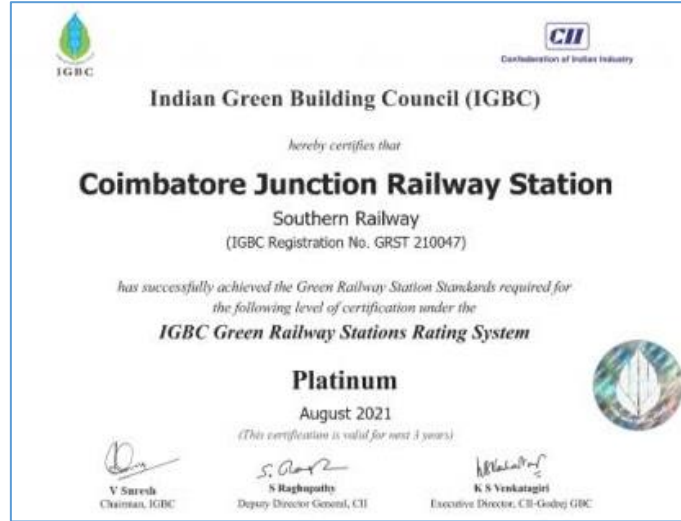 IGBC
CII
Confederation of Indian Industry
Indian Green Building Council (IGBC)
hereby certifies that
Coimbatore Junction Railway Station
Southern Railway
(IGBC Registration No. GRST 210047)
has successfully achieved the Green Railway Station Standards required for
the following level of certification under the
IGBC Green Railway Stations Rating System
Platinum
August 2021
(This certification is valid for next 3 years)
V Suresh
Chairman, IGBC
S Raghupathy
Deputy Director General, CII
K S Venkatagiri
Executive Director, CII-Godrej GBC